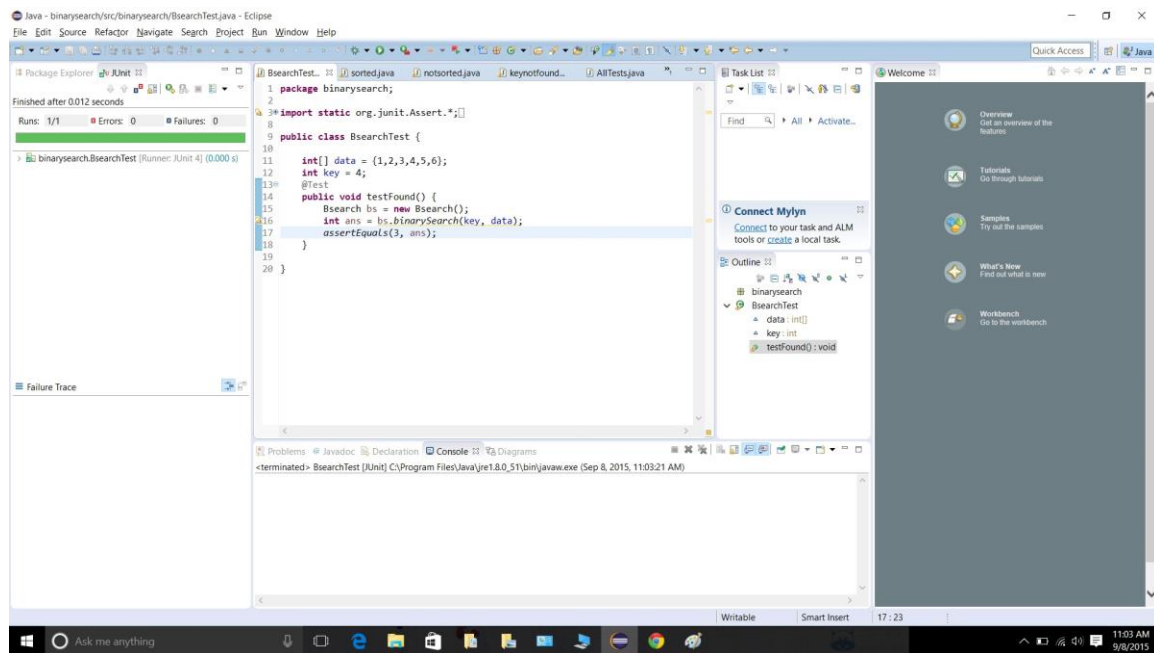 Java - binarysearch/src/binarysearch/BsearchTest.java - Eclipse
File Edit Source Refactor Navigate Search Project Run Window Help
Quick Access
Java
Package Explorer
JUnit
Finished after 0.012 seconds
Runs: 1/1 Errors: 0 Failures: 0
binarysearch.BsearchTest [Runner: JUnit 4] (0.000 s)
Failure Trace
BsearchTest... sorted.java notsorted.java keynotfound... AllTests.java
1 package binarysearch;
2
3 import static org.junit.Assert.*;
8
9 public class BsearchTest {
10
11 int[] data = {1,2,3,4,5,6};
12 int key = 4;
13 @Test
14 public void testFound() {
15 Bsearch bs = new Bsearch();
16 int ans = bs.binarySearch(key, data);
17 assertEquals(3, ans);
18 }
19
20 }
Task List
Find All Activate...
Connect Mylyn
Connect to your task and ALM
tools or create a local task.
Outline
binarysearch
BsearchTest
data : int[]
key : int
testFound() : void
Welcome
Overview
Get an overview of the
features
Tutorials
Go through tutorials
Samples
Try out the samples
What's New
Find out what is new
Workbench
Go to the workbench
Problems Javadoc Declaration Console Diagrams
<terminated> BsearchTest [JUnit] C:\Program Files\Java\jre1.8.0_51\bin\javaw.exe (Sep 8, 2015, 11:03:21 AM)
Writable Smart Insert 17 : 23
Ask me anything
11:03 AM
9/8/2015